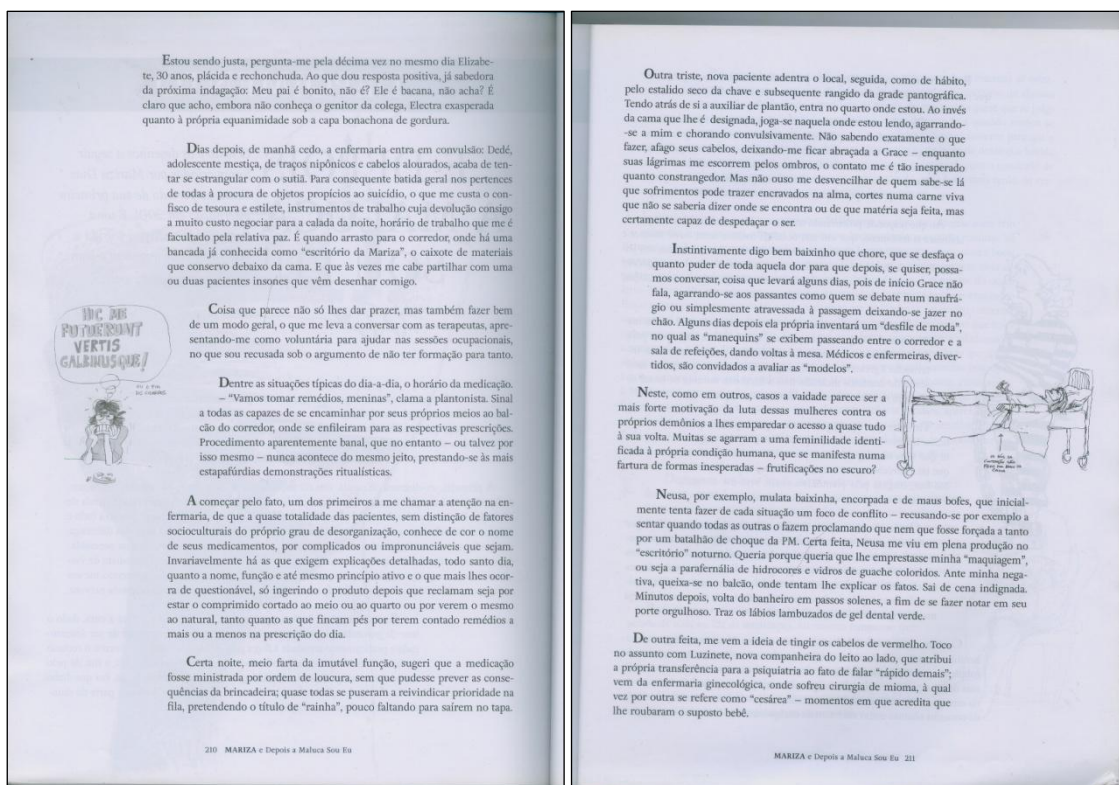 Estou sendo justa, pergunta-me pela décima vez no mesmo dia Elizabe-
te, 30 anos, plácida e rechonchuda. Ao que dou resposta positiva, já sabedora
da próxima indagação: Meu pai é bonito, não é? Ele é bacana, não acha? É
claro que acho, embora não conheça o genitor da colega, Electra exasperada
quanto à própria equanimidade sob a capa bonachona de gordura.
Dias depois, de manhã cedo, a enfermaria entra em convulsão: Dedé,
adolescente mestiça, de traços nipônicos e cabelos alourados, acaba de ten-
tar se estrangular com o sutiã. Para consequente batida geral nos pertences
de todas à procura de objetos propícios ao suicídio, o que me custa o con-
fisco de tesoura e estilete, instrumentos de trabalho cuja devolução consigo
a muito custo negociar para a calada da noite, horário de trabalho que me é
facultado pela relativa paz. É quando arrasto para o corredor, onde há uma
bancada já conhecida como “escritório da Mariza”, o caixote de materiais
que conservo debaixo da cama. E que às vezes me cabe partilhar com uma
ou duas pacientes insones que vêm desenhar comigo.
HIC ME
FUTUERUNT
VERTIS
GALBINUSQUE!
Coisa que parece não só lhes dar prazer, mas também fazer bem
de um modo geral, o que me leva a conversar com os terapeutas, apre-
sentando-me como voluntária para ajudar nas sessões ocupacionais,
no que sou recusada sob o argumento de não ter formação para tanto.
Dentre as situações típicas do dia-a-dia, o horário da medicação.
– “Vamos tomar remédios, meninas”, clama a plantonista. Sinal
a todas as capazes de se encaminhar por seus próprios meios ao bal-
cão do corredor, onde se enfileiram para as respectivas prescrições.
Procedimento aparentemente banal, que no entanto – ou talvez por
isso mesmo – nunca acontece do mesmo jeito, prestando-se às mais
estapafúrdias demonstrações ritualísticas.
A começar pelo fato, um dos primeiros a me chamar a atenção na en-
fermaria, de que a quase totalidade das pacientes, sem distinção de fatores
socioculturais do próprio grau de desorganização, conhece de cor o nome
de seus medicamentos, por complicados ou impronunciáveis que sejam.
Invariavelmente há as que exigem explicações detalhadas, todo santo dia,
quanto a nome, função e até mesmo princípio ativo e o que mais lhes ocor-
ra de questionável, só ingerindo o produto depois que reclamam seja por
estar o comprimido cortado ao meio ou ao quarto ou por verem o mesmo
ao natural, tanto quanto as que fincam pés por terem contado remédios a
mais ou a menos na prescrição do dia.
Certa noite, meio farta da imutável função, sugeri que a medicação
fosse ministrada por ordem de loucura, sem que pudesse prever as conse-
quências da brincadeira; quase todas se puseram a reivindicar prioridade na
fila, pretendendo o título de “rainha”, pouco faltando para saírem no tapa.
210 MARIZA e Depois a Maluca Sou Eu
Outra triste, nova paciente adentra o local, seguida, como de hábito,
pelo estalido seco da chave e subsequente rangido da grade pantográfica.
Tendo atrás de si a auxiliar de plantão, entra no quarto onde estou. Ao invés
da cama que lhe é designada, joga-se naquela onde estou lendo, agarrando-
-se a mim e chorando convulsivamente. Não sabendo exatamente o que
fazer, afago seus cabelos, deixando-me ficar abraçada a Grace – enquanto
suas lágrimas me escorrem pelos ombros, o contato me é tão inesperado
quanto constrangedor. Mas não ouso me desvencilhar de quem sabe-se lá
que sofrimentos pode trazer encravados na alma, cortes numa carne viva
que não se saberia dizer onde se encontra ou de que matéria seja feita, mas
certamente capaz de despedaçar o ser.
Instintivamente digo bem baixinho que chore, que se desfaça o
quanto puder de toda aquela dor para que depois, se quiser, possa-
mos conversar, coisa que levará alguns dias, pois de início Grace não
fala, agarrando-se aos passantes como quem se debate num naufrá-
gio ou simplesmente atravessada à passagem deixando-se jazer no
chão. Alguns dias depois ela própria inventará um “desfile de moda”,
no qual as “manequins” se exibem passeando entre o corredor e a
sala de refeições, dando voltas à mesa. Médicos e enfermeiras, diver-
tidos, são convidados a avaliar as “modelos”.
Neste, como em outros, casos a vaidade parece ser a
mais forte motivação da luta dessas mulheres contra os
próprios demônios a lhes emparedar o acesso a quase tudo
à sua volta. Muitas se agarram a uma feminilidade identi-
ficada à própria condição humana, que se manifesta numa
fartura de formas inesperadas – frutificações no escuro?
Neusa, por exemplo, mulata baixinha, encorpada e de maus bofes, que inicial-
mente tenta fazer de cada situação um foco de conflito – recusando-se por exemplo a
sentar quando todas as outras o fazem proclamando que nem que fosse forçada a tanto
por um batalhão de choque da PM. Certa feita, Neusa me viu em plena produção no
“escritório” noturno. Queria porque queria que lhe emprestasse minha “maquiagem”,
ou seja a parafernália de hidrocores e vidros de guache coloridos. Ante minha nega-
tiva, queixa-se no balcão, onde tentam lhe explicar os fatos. Sai de cena indignada.
Minutos depois, volta do banheiro em passos solenes, a fim de se fazer notar em seu
porte orgulhoso. Traz os lábios lambuzados de gel dental verde.
De outra feita, me vem a ideia de tingir os cabelos de vermelho. Toco
no assunto com Luzinete, nova companheira do leito ao lado, que atribui
a própria transferência para a psiquiatria ao fato de falar “rápido demais”;
vem da enfermaria ginecológica, onde sofreu cirurgia de mioma, à qual
vez por outra se refere como “cesárea” – momentos em que acredita que
lhe roubaram o suposto bebê.
MARIZA e Depois a Maluca Sou Eu 211